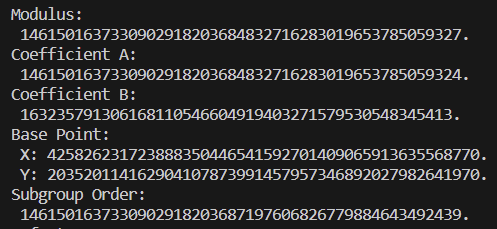 Modulus:
1461501637330902918203684832716283019653785059327.
Coefficient A:
1461501637330902918203684832716283019653785059324.
Coefficient B:
163235791306168110546604919403271579530548345413.
Base Point:
X: 425826231723888350446541592701409065913635568770.
Y: 203520114162904107873991457957346892027982641970.
Subgroup Order:
1461501637330902918203687197606826779884643492439.